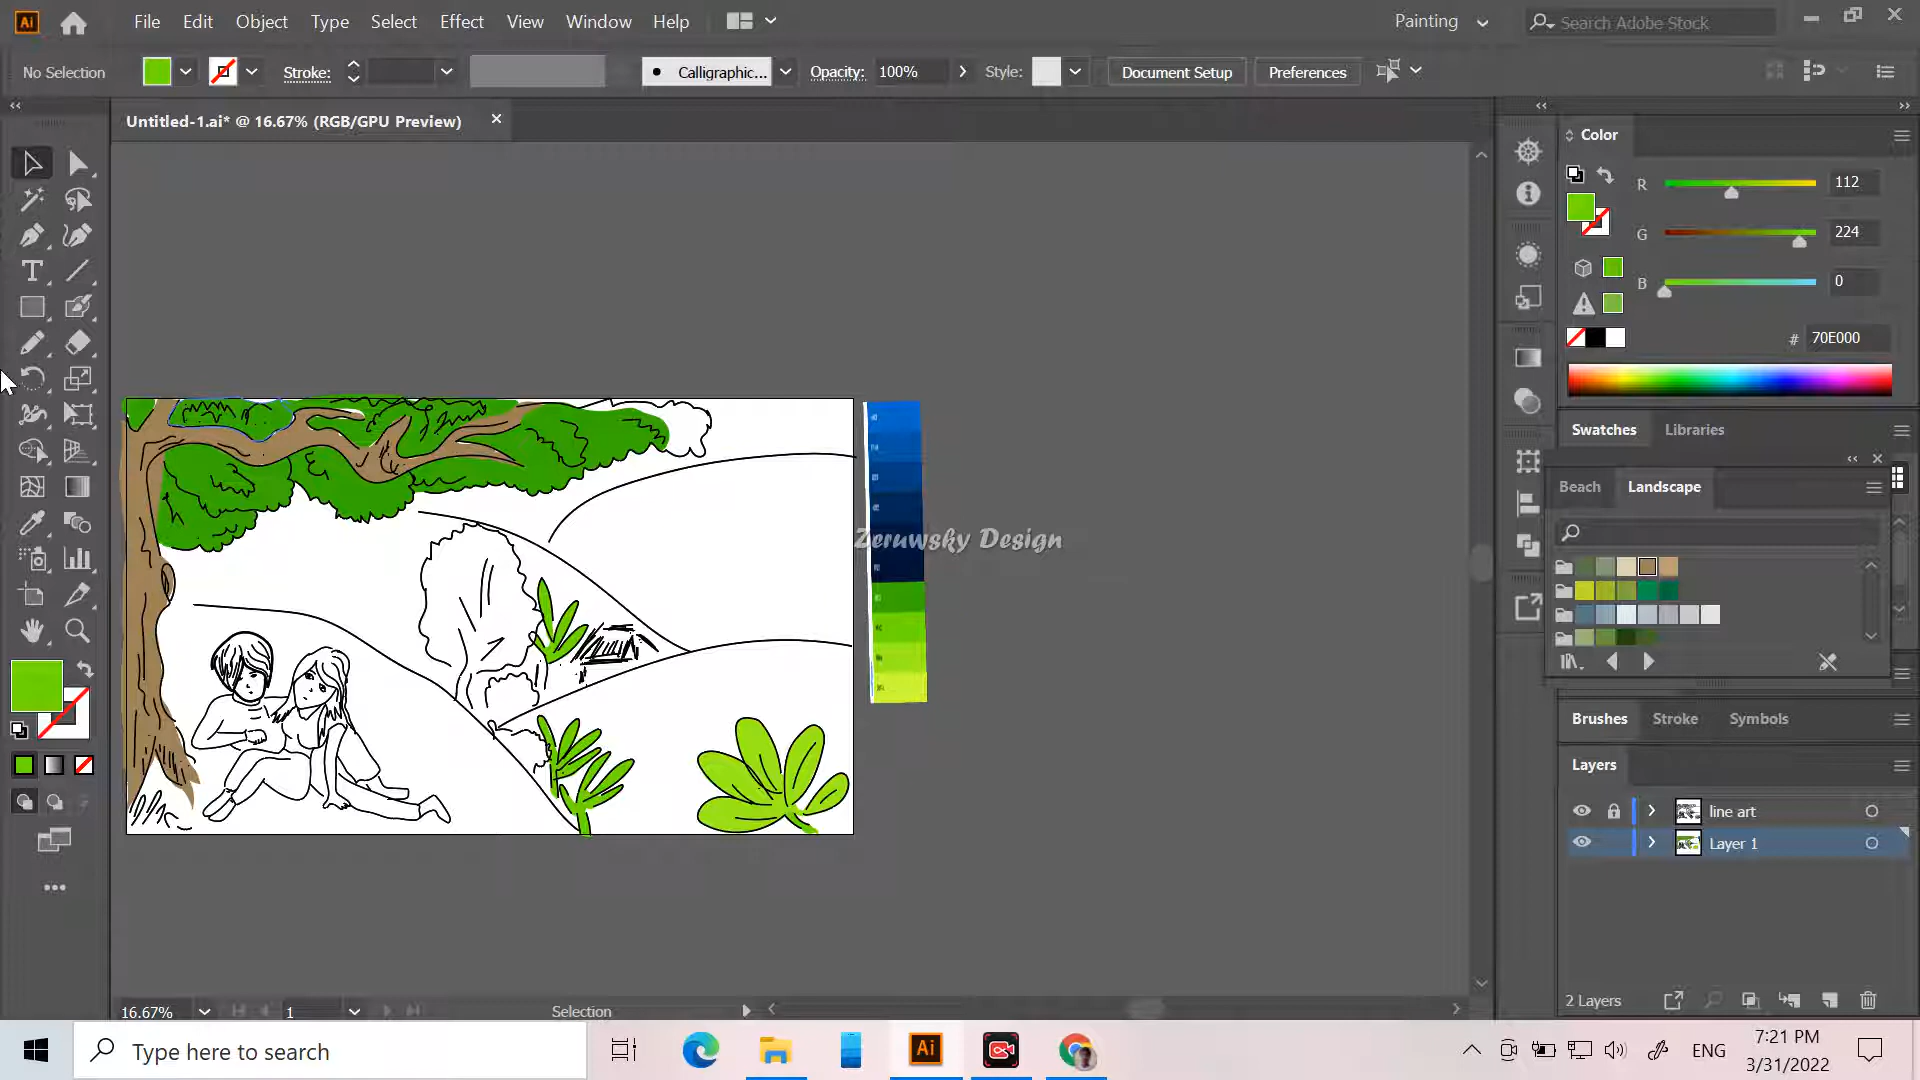 Ai File Edit Object Type Select Effect View Window Help Painting Search Adobe Stock
No Selection Stroke: Calligraphic... Opacity: 100% Style: Document Setup Preferences
Untitled-1.ai* @ 16.67% (RGB/GPU Preview)
Color
R 112
G 224
B 0
# 70E000
Swatches Libraries
Beach Landscape
Zeruwsky Design
Brushes Stroke Symbols
Layers
line art
Layer 1
2 Layers
16.67% 1 Selection
Type here to search
Ai
ENG
7:21 PM
3/31/2022